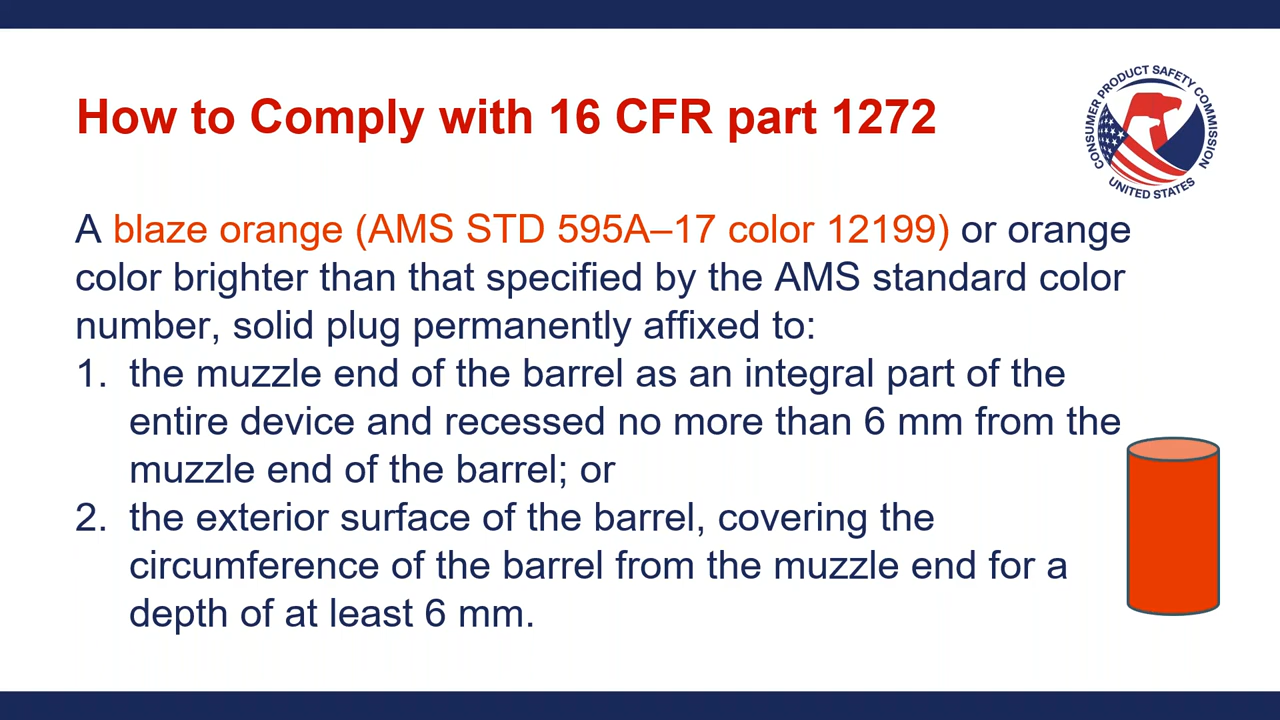 How to Comply with 16 CFR part 1272
CONSUMER PRODUCT SAFETY COMMISSION
UNITED STATES
A blaze orange (AMS STD 595A–17 color 12199) or orange
color brighter than that specified by the AMS standard color
number, solid plug permanently affixed to:
1. the muzzle end of the barrel as an integral part of the
entire device and recessed no more than 6 mm from the
muzzle end of the barrel; or
2. the exterior surface of the barrel, covering the
circumference of the barrel from the muzzle end for a
depth of at least 6 mm.